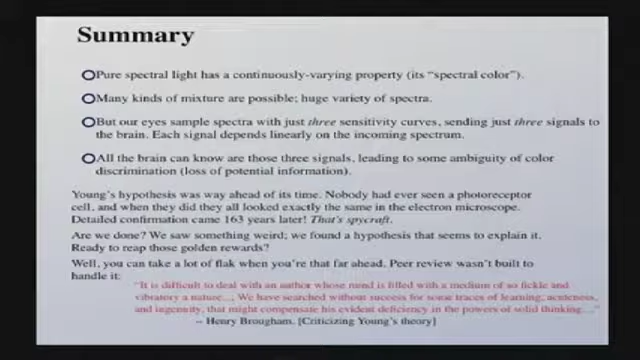 Summary
Pure spectral light has a continuously-varying property (its “spectral color”).
Many kinds of mixture are possible; huge variety of spectra.
But our eyes sample spectra with just three sensitivity curves, sending just three signals to
the brain. Each signal depends linearly on the incoming spectrum.
All the brain can know are those three signals, leading to some ambiguity of color
discrimination (loss of potential information).
Young's hypothesis was way ahead of its time. Nobody had ever seen a photoreceptor
cell, and when they did they all looked exactly the same in the electron microscope.
Detailed confirmation came 163 years later! That's spycraft.
Are we done? We saw something weird; we found a hypothesis that seems to explain it.
Ready to reap those golden rewards?
Well, you can take a lot of flak when you're that far ahead. Peer review wasn't built to
handle it:
“It is difficult to deal with an author whose mind is filled with a medium of so fickle and
vibratory a nature... We have searched without success for some traces of learning, acuteness,
and ingenuity, that might compensate his evident deficiency in the powers of solid thinking...”
-- Henry Brougham. [Criticizing Young's theory]